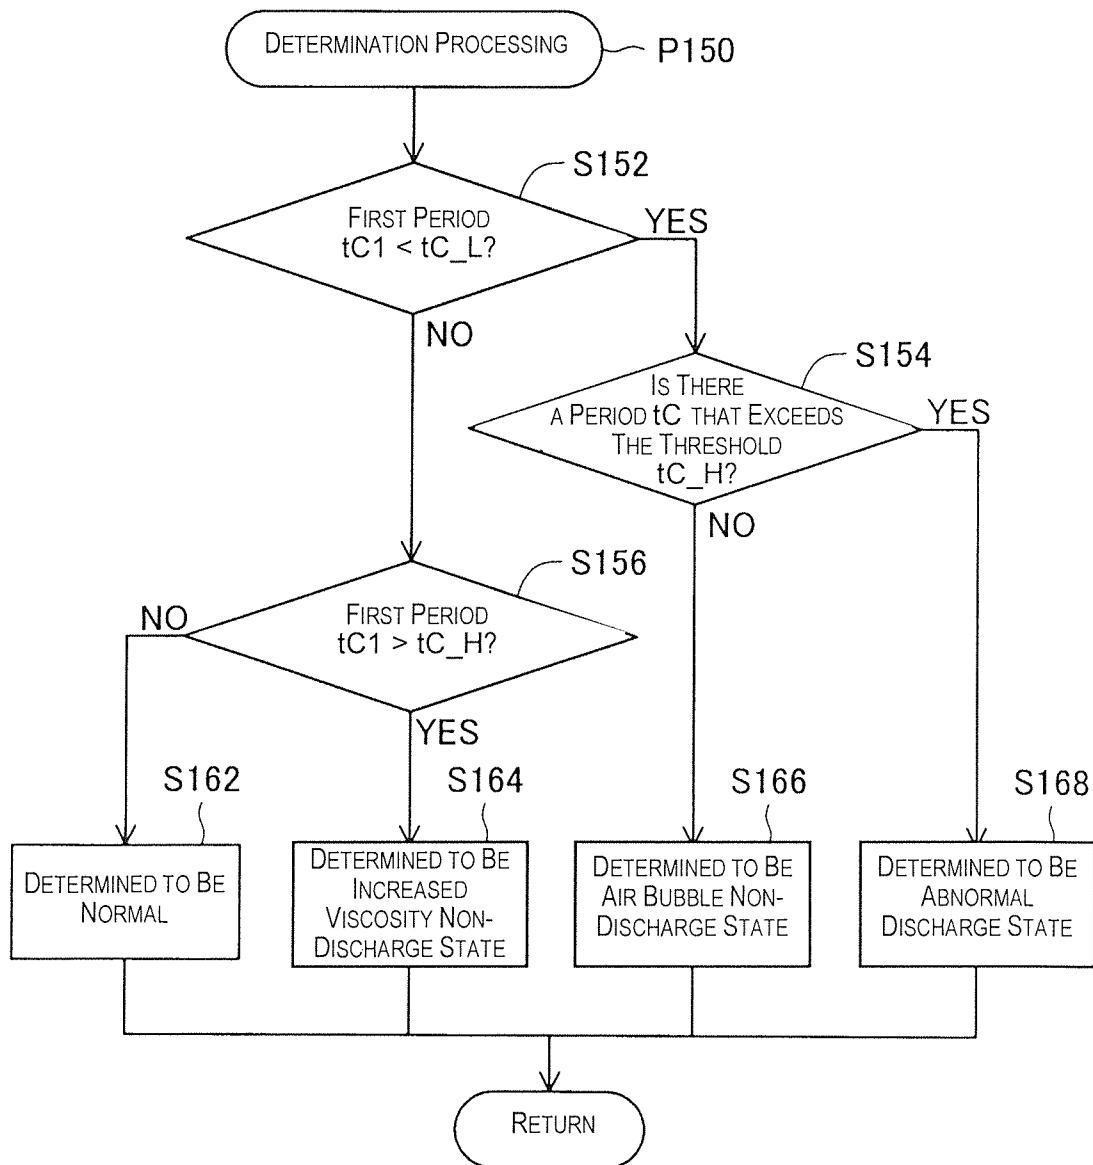 DETERMINATION PROCESSING
P150
S152
FIRST PERIOD
tC1 < tC_L?
YES
NO
S154
IS THERE
A PERIOD tC THAT EXCEEDS
THE THRESHOLD
tC_H?
YES
NO
S156
FIRST PERIOD
tC1 > tC_H?
NO
YES
S162
DETERMINED TO BE
NORMAL
S164
DETERMINED TO BE
INCREASED
VISCOSITY NON-
DISCHARGE STATE
S166
DETERMINED TO BE
AIR BUBBLE NON-
DISCHARGE STATE
S168
DETERMINED TO BE
ABNORMAL
DISCHARGE STATE
RETURN